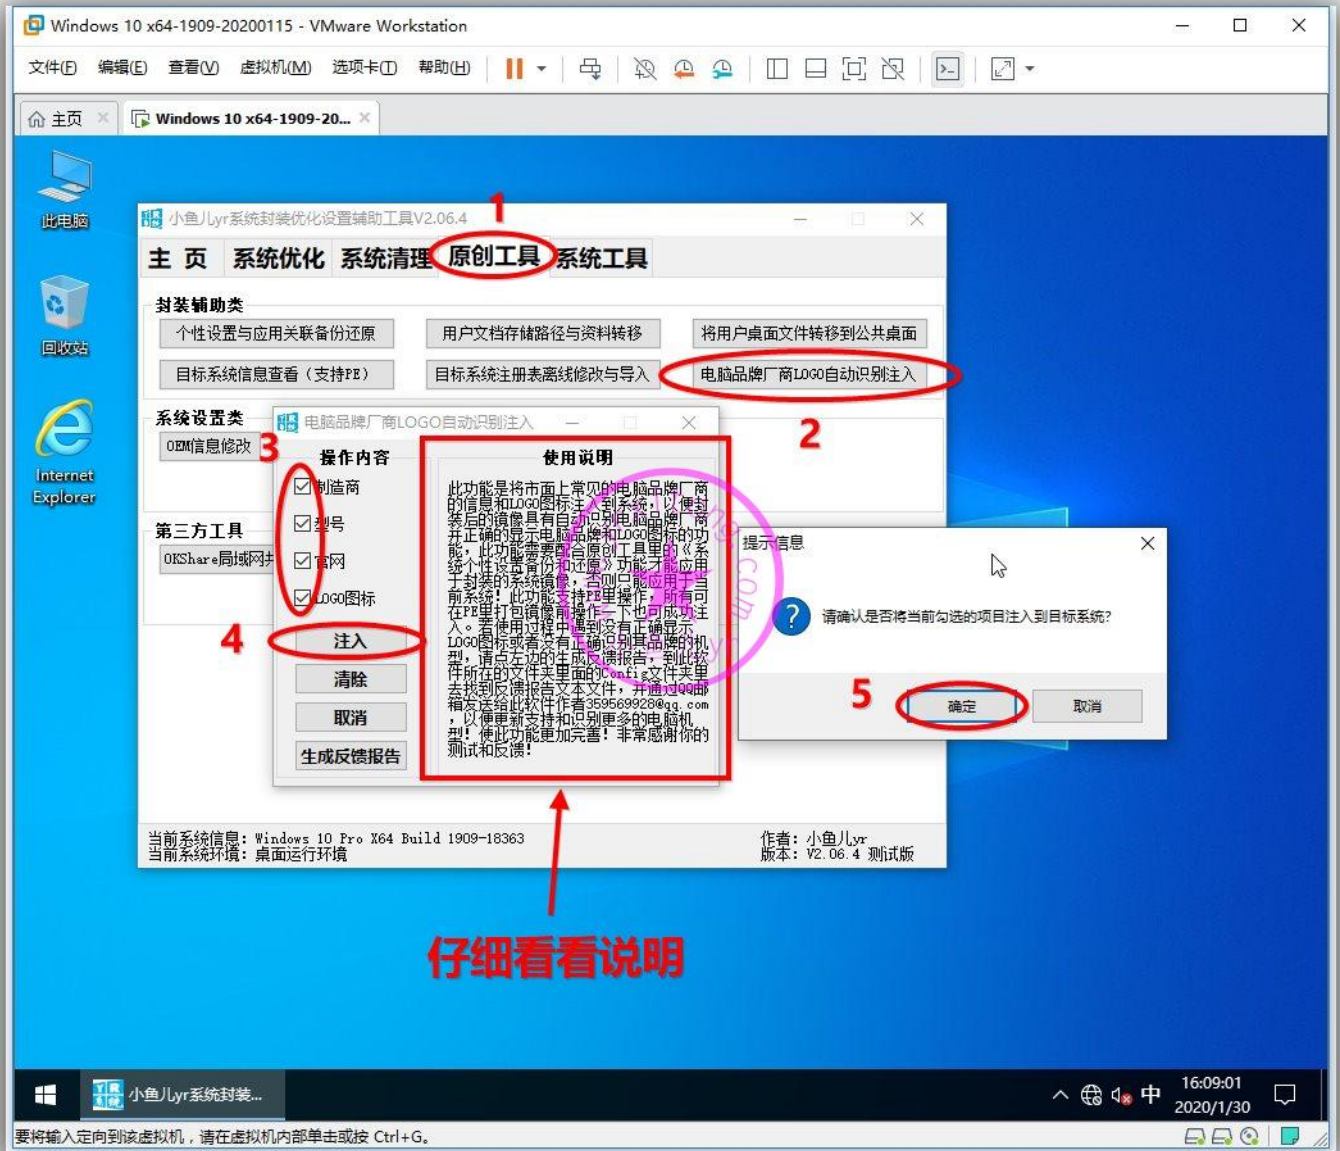 Windows 10 x64-1909-20200115 - VMware Workstation
文件(F) 编辑(E) 查看(V) 虚拟机(M) 选项卡(T) 帮助(H)
主页 Windows 10 x64-1909-20...
此电脑
回收站
Internet
Explorer
小鱼儿yr系统封装优化设置辅助工具V2.06.4
1
主 页 系统优化 系统清理 原创工具 系统工具
封装辅助类
个性设置与应用关联备份还原 用户文档存储路径与资料转移 将用户桌面文件转移到公共桌面
目标系统信息查看（支持PE） 目标系统注册表离线修改与导入 电脑品牌厂商LOGO自动识别注入
2
系统设置类
OEM信息修改
第三方工具
OKShare局域网共
电脑品牌厂商LOGO自动识别注入
3
操作内容
制造商
型号
官网
LOGO图标
4
注入
清除
取消
生成反馈报告
使用说明
此功能是将市面上常见的电脑品牌厂商
的信息和LOGO图标注入到系统，以便封
装后的镜像具有自动识别电脑品牌厂商
并正确的显示电脑品牌和LOGO图标的功
能，此功能需要配合原创工具里的《系
统个性设置备份和还原》功能才能应用
于封装的系统镜像，否则只能应用于当
前系统！此功能支持PE里操作，所有可
在PE里打包镜像前操作一下也可成功注
入。若使用过程中遇到没有正确显示
LOGO图标或者没有正确识别其品牌的机
型，请点左边的生成反馈报告，到此软
件所在的文件夹里面的Config文件夹里
去找到反馈报告文本文件，并通过QQ邮
箱发送给此软件作者359569928@qq.com
，以便更新支持和识别更多的电脑机
型！使此功能更加完善！非常感谢你的
测试和反馈！
提示信息
请确认是否将当前勾选的项目注入到目标系统?
5
确定 取消
当前系统信息：Windows 10 Pro X64 Build 1909-18363
当前系统环境：桌面运行环境
作者：小鱼儿yr
版本：V2.06.4 测试版
仔细看看说明
小鱼儿yr系统封装...
中
16:09:01
2020/1/30
要将输入定向到该虚拟机，请在虚拟机内部单击或按 Ctrl+G。